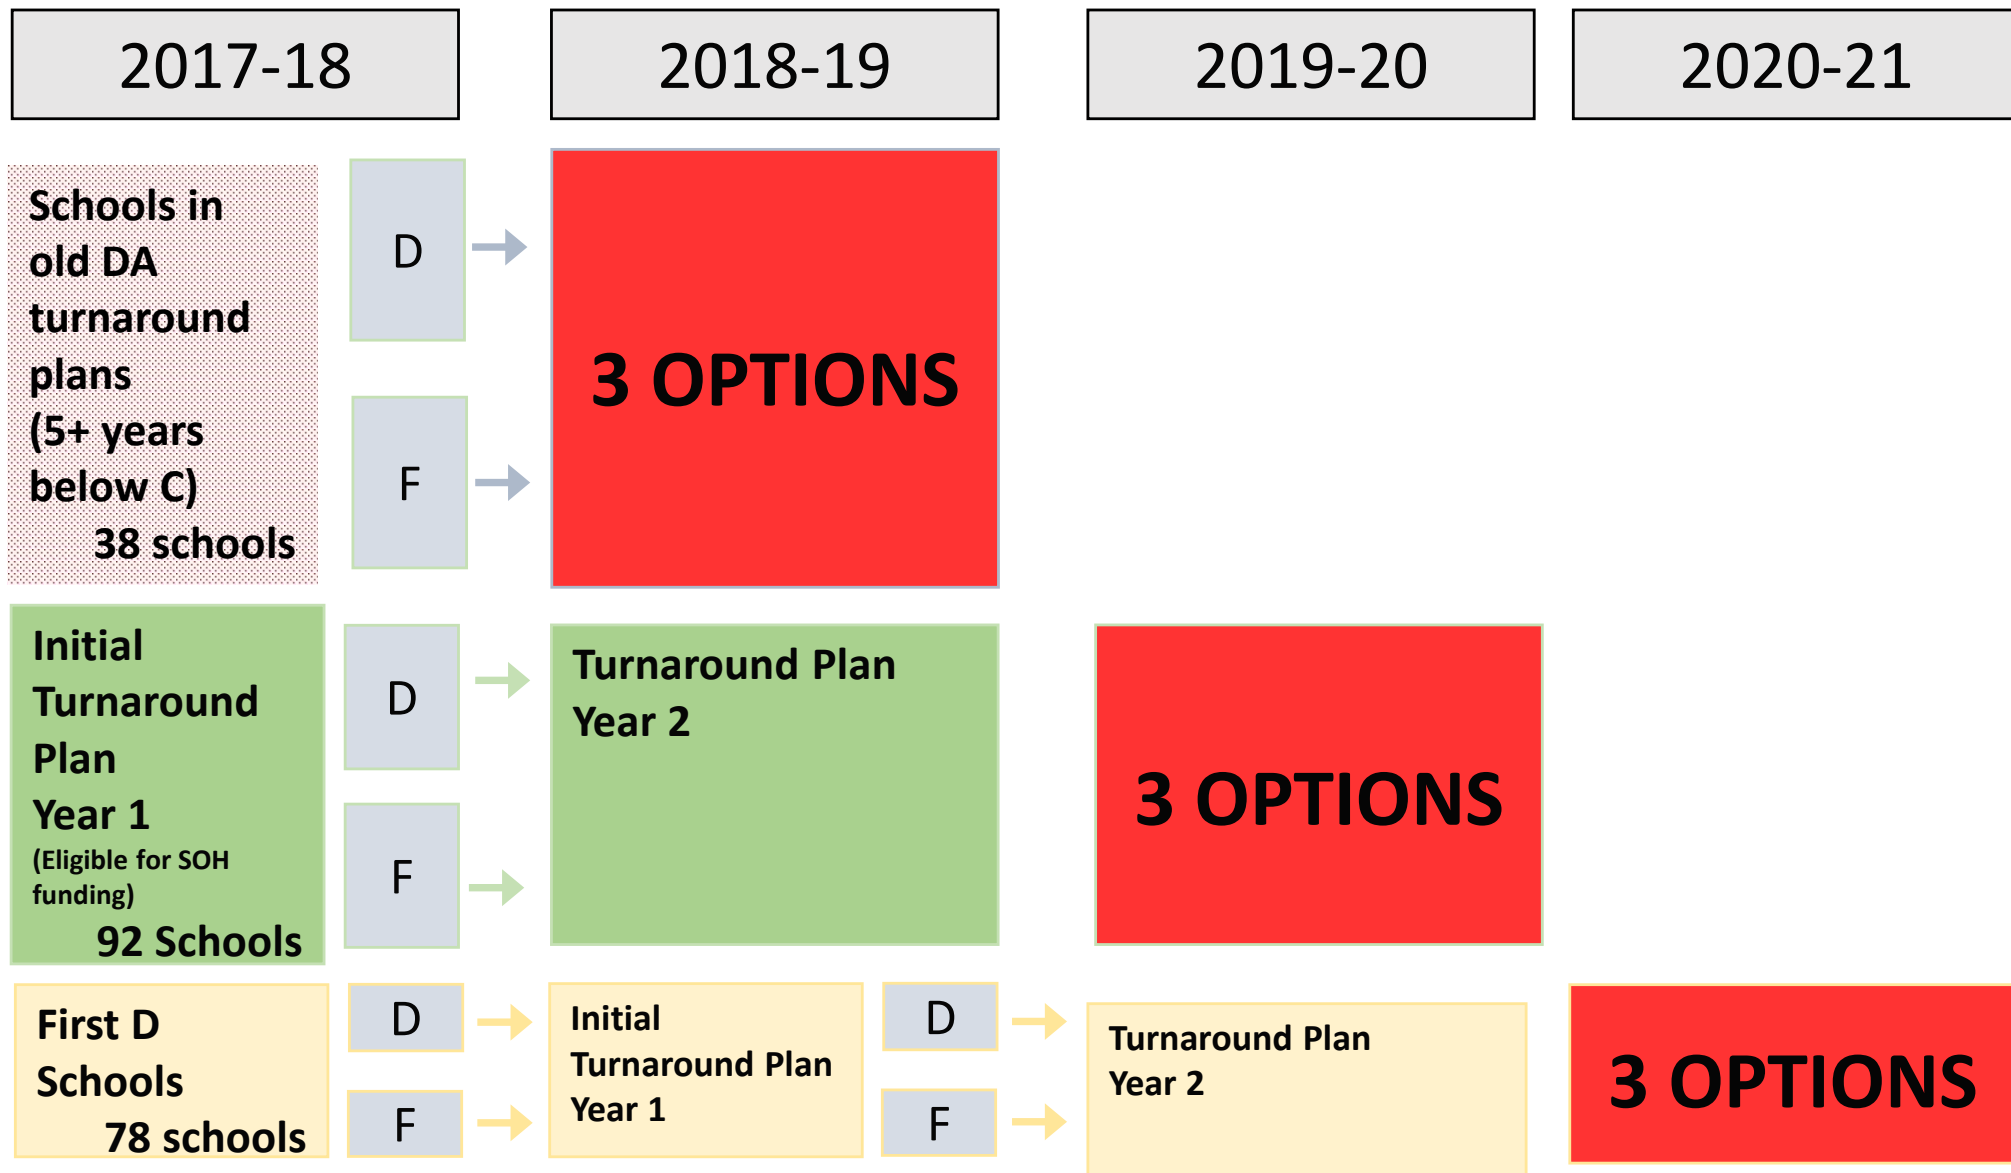 2017-18
2018-19
2019-20
2020-21
Schools in
old DA
turnaround
plans
(5+ years
below C)
38 schools
D
F
3 OPTIONS
Initial
Turnaround
Plan
Year 1
(Eligible for SOH
funding)
92 Schools
D
F
Turnaround Plan
Year 2
3 OPTIONS
First D
Schools
78 schools
D
F
Initial
Turnaround Plan
Year 1
D
F
Turnaround Plan
Year 2
3 OPTIONS